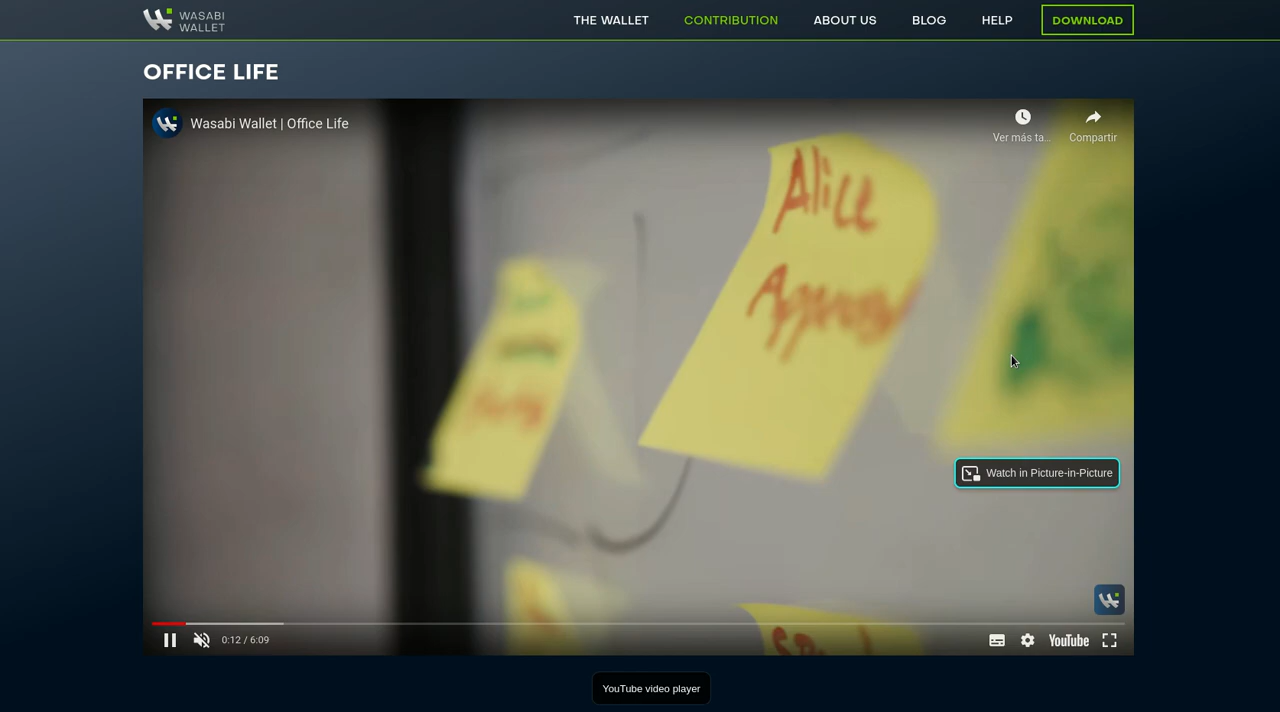 WASABI
WALLET
THE WALLET
CONTRIBUTION
ABOUT US
BLOG
HELP
DOWNLOAD
OFFICE LIFE
Wasabi Wallet | Office Life
Ver más ta...
Compartir
Alice
Watch in Picture-in-Picture
0:12 / 6:09
YouTube
YouTube video player